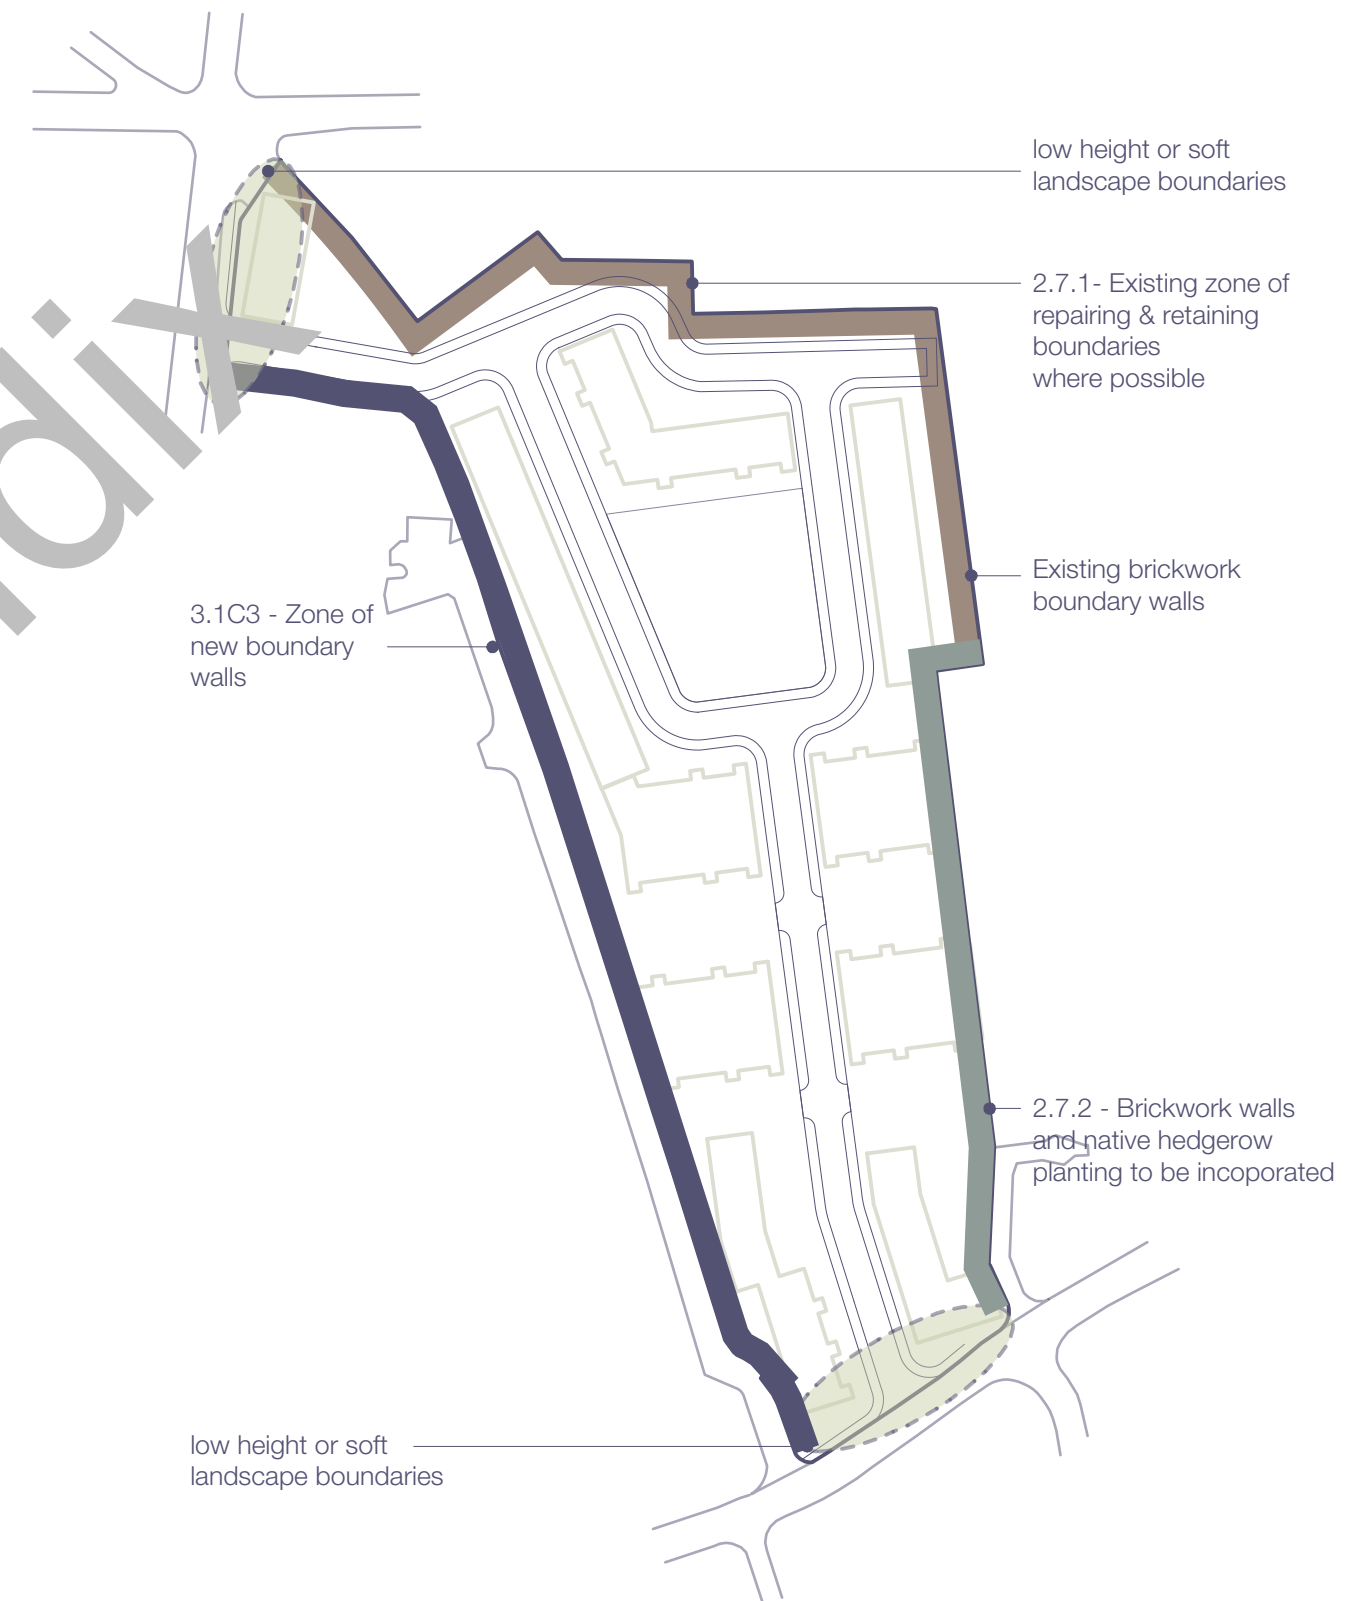 low height or soft
landscape boundaries
2.7.1- Existing zone of
repairing & retaining
boundaries
where possible
Existing brickwork
boundary walls
3.1C3 - Zone of
new boundary
walls
2.7.2 - Brickwork walls
and native hedgerow
planting to be incoporated
low height or soft
landscape boundaries
dix